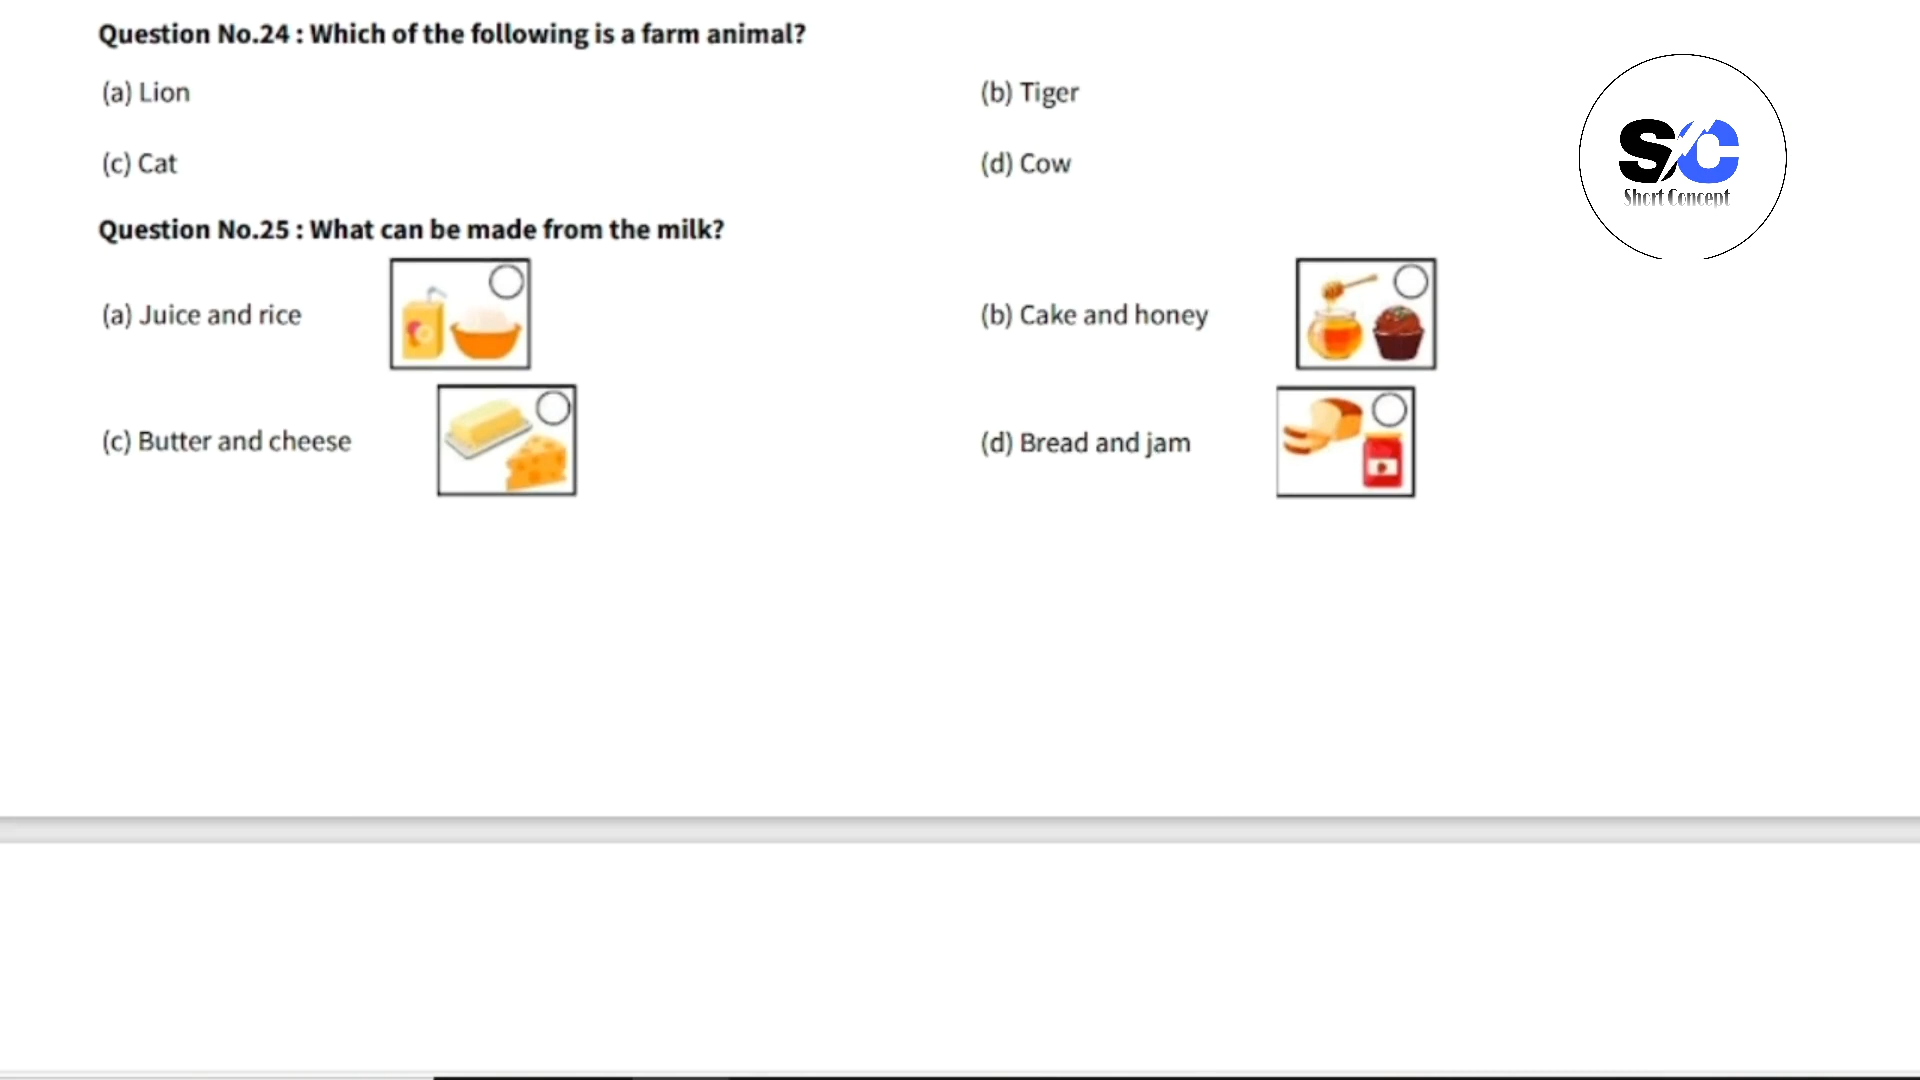 Question No.24 : Which of the following is a farm animal?
(a) Lion
(b) Tiger
(c) Cat
(d) Cow
Question No.25 : What can be made from the milk?
(a) Juice and rice
(b) Cake and honey
(c) Butter and cheese
(d) Bread and jam
SC
Short Concept